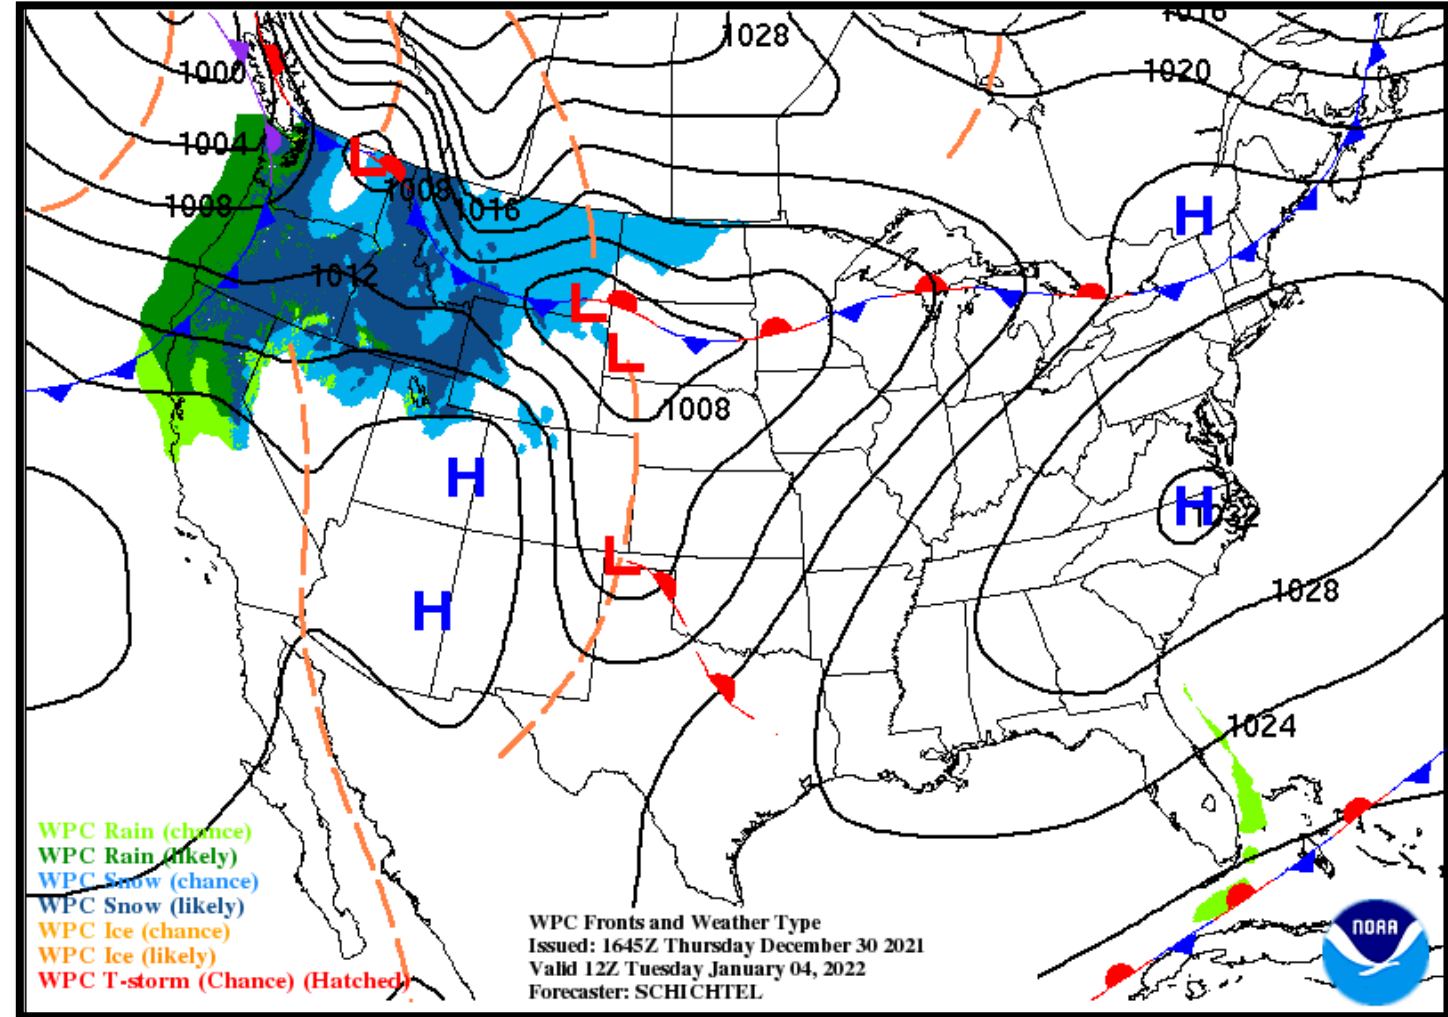 1016
1028
1000
1020
1004
1008
L
1008
1016
H
1012
L
L
1008
H
H
1032
L
1028
H
1024
WPC Rain (chance)
WPC Rain (likely)
WPC Snow (chance)
WPC Snow (likely)
WPC Ice (chance)
WPC Ice (likely)
WPC T-storm (Chance) (Hatched)
WPC Fronts and Weather Type
Issued: 1645Z Thursday December 30 2021
Valid 12Z Tuesday January 04, 2022
Forecaster: SCHICHTEL
NOAA